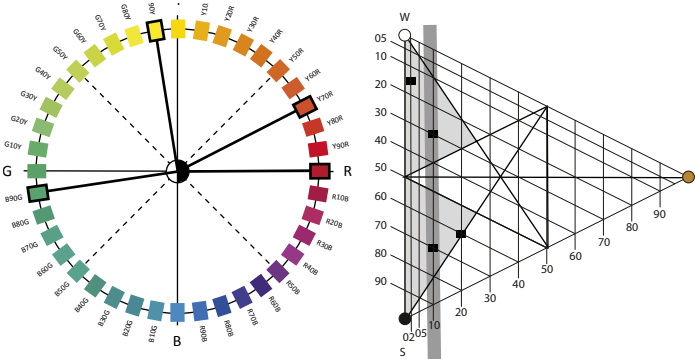 90Y
Y10
Y20R
Y30R
Y40R
Y50R
Y60R
Y70R
Y80R
Y90R
R
R10B
R20B
R30B
R40B
R50B
R60B
R70B
R80B
R90B
B
B10G
B20G
B30G
B40G
B50G
B60G
B70G
B80G
B90G
G
G10Y
G20Y
G30Y
G40Y
G50Y
G60Y
G70Y
G80Y
W
05
10
20
30
40
50
60
70
80
90
S
02
05
10
20
30
40
50
60
70
80
90